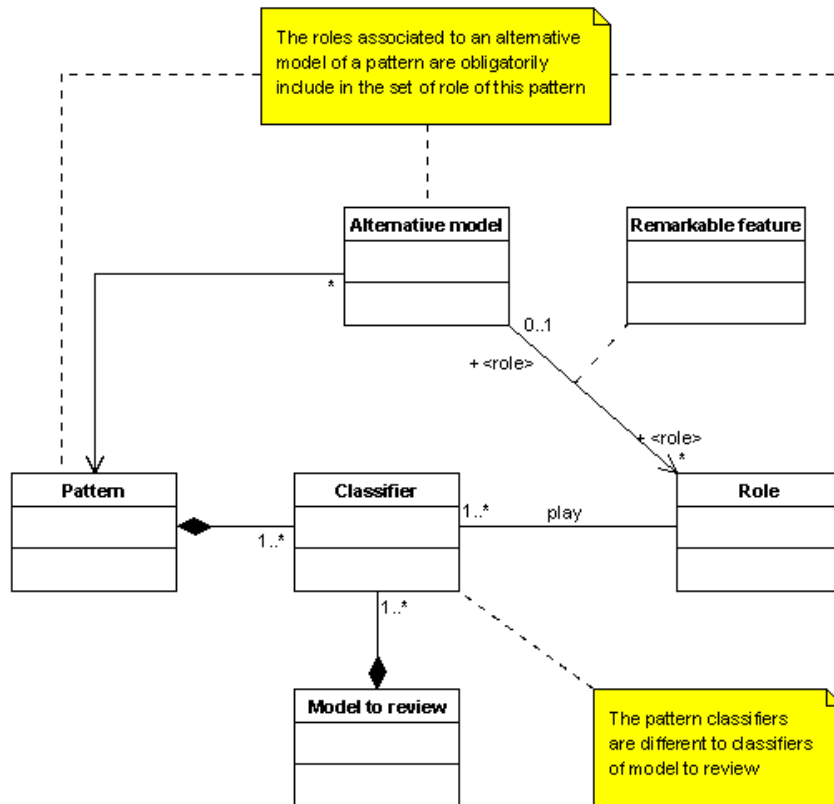 The roles associated to an alternative
model of a pattern are obligatorily
include in the set of role of this pattern
Alternative model
Remarkable feature
*
0..1
+ <role>
+ <role>
*
Pattern
Classifier
Role
1..*
play
1..*
1..*
Model to review
The pattern classifiers
are different to classifiers
of model to review